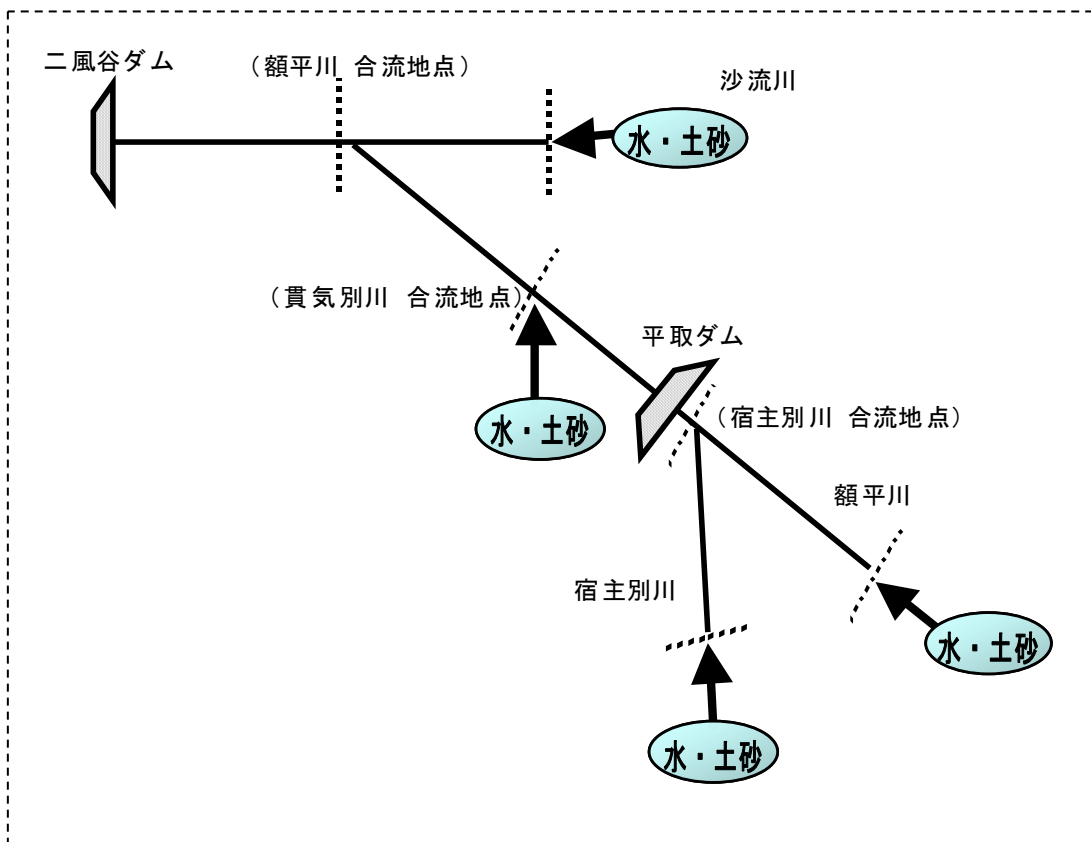 二風谷ダム
（額平川 合流地点）
沙流川
水・土砂
（貫気別川 合流地点）
平取ダム
水・土砂
（宿主別川 合流地点）
額平川
宿主別川
水・土砂
水・土砂